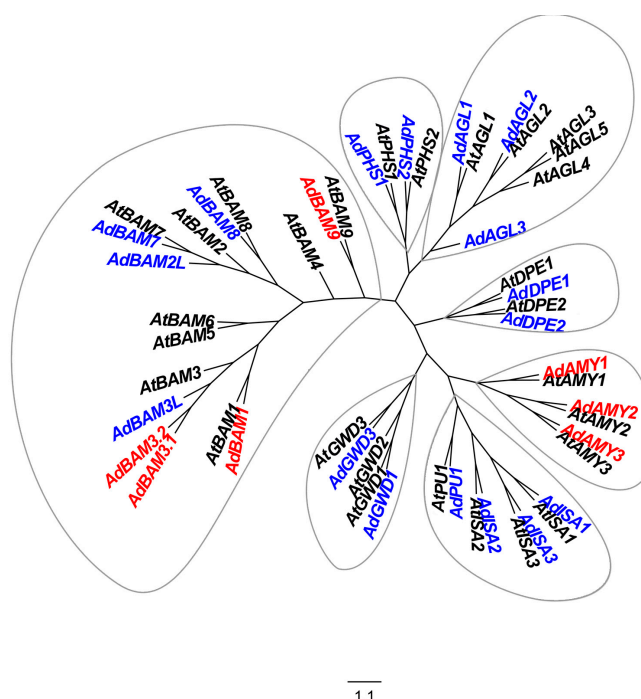 AdPHS1
AtPHS1
AdPHS2
AtPHS2
AdAGL1
AtAGL1
AdAGL2
AtAGL2
AtAGL3
AtAGL5
AtAGL4
AdAGL3
AtDPE1
AdDPE1
AtDPE2
AdDPE2
AdAMY1
AtAMY1
AdAMY2
AtAMY2
AdAMY3
AtAMY3
AdISA1
AtISA1
AdISA3
AtISA3
AdISA2
AtISA2
AdPU1
AtPU1
AtGWD3
AdGWD3
AtGWD2
AtGWD1
AdGWD1
AdBAM1
AtBAM1
AdBAM3.1
AdBAM3.2
AdBAM3L
AtBAM3
AtBAM5
AtBAM6
AdBAM2L
AdBAM7
AtBAM7
AtBAM2
AdBAM8
AtBAM8
AtBAM4
AdBAM9
AtBAM9
1.1